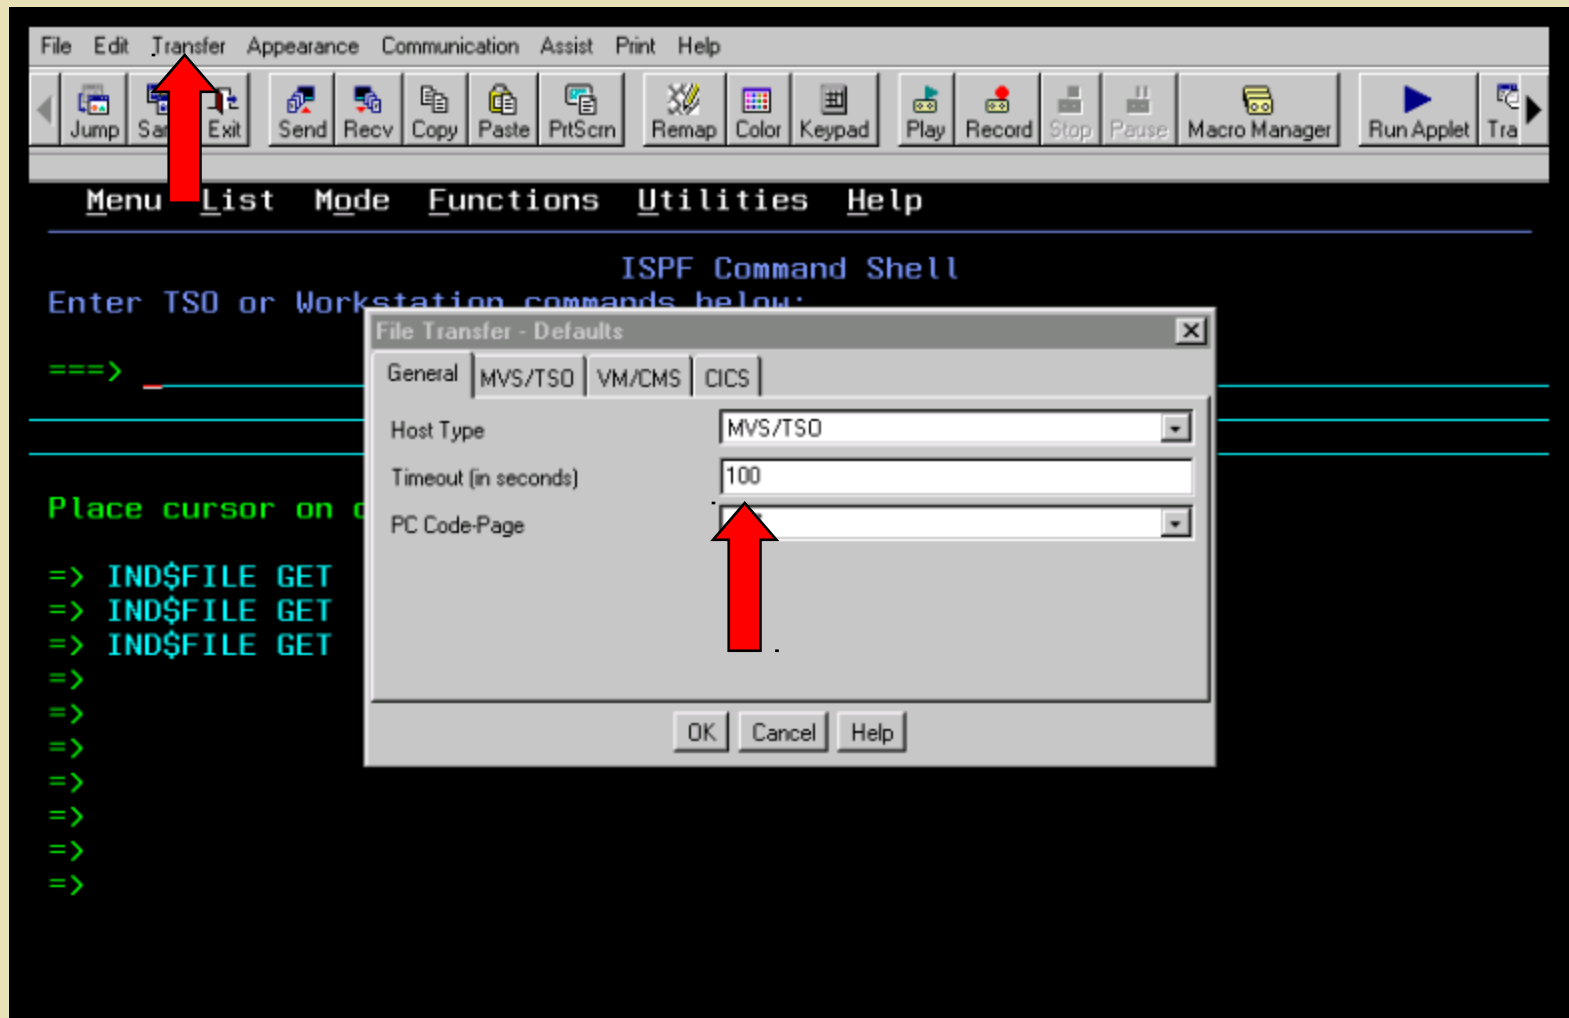 File Edit Transfer Appearance Communication Assist Print Help
Jump Exit Send Recv Copy Paste PrtScrn Remap Color Keypad Play Record Stop Pause Macro Manager Run Applet Tra
Menu List Mode Functions Utilities Help
ISPF Command Shell
Enter TSO or Workstation commands below:
File Transfer - Defaults
===>
General MVS/TSO VM/CMS CICS
Host Type MVS/TSO
Timeout (in seconds) 100
Place cursor on
PC Code-Page
=> IND$FILE GET
=> IND$FILE GET
=> IND$FILE GET
=>
=>
OK Cancel Help
=>
=>
=>
=>
=>